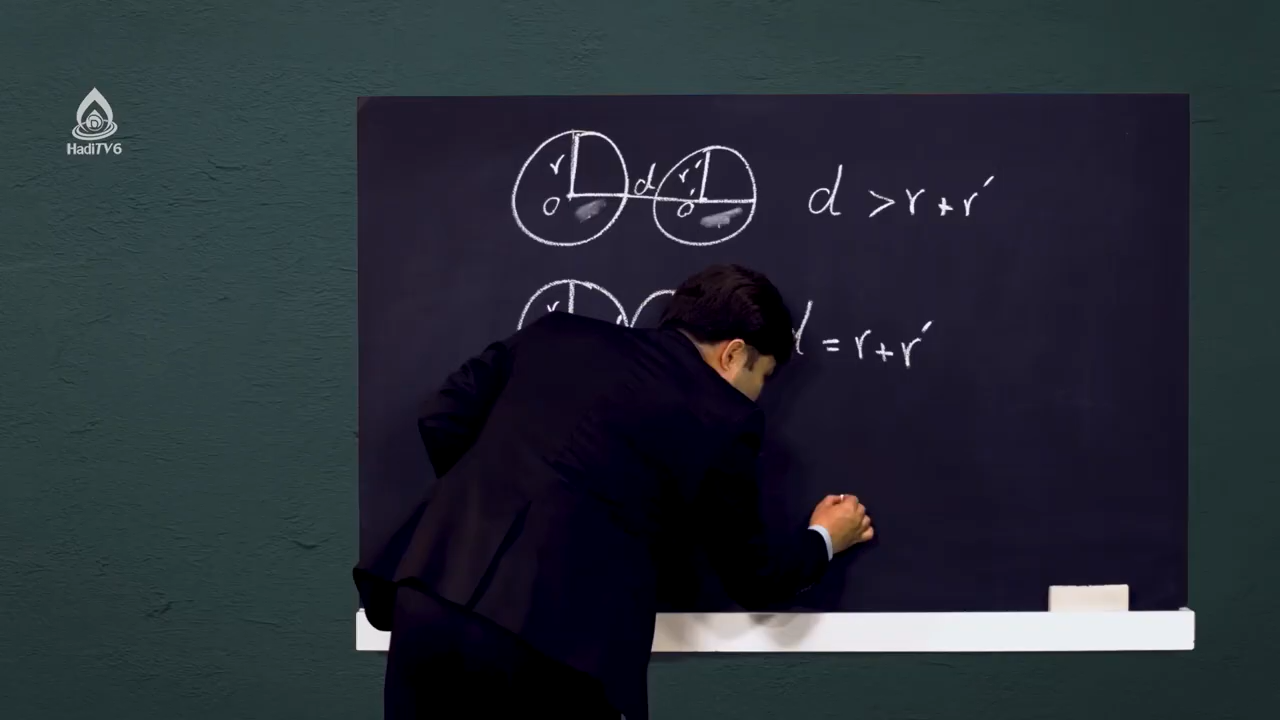 HadiTV6
r d r′
O O′
d > r + r′
r
d = r + r′